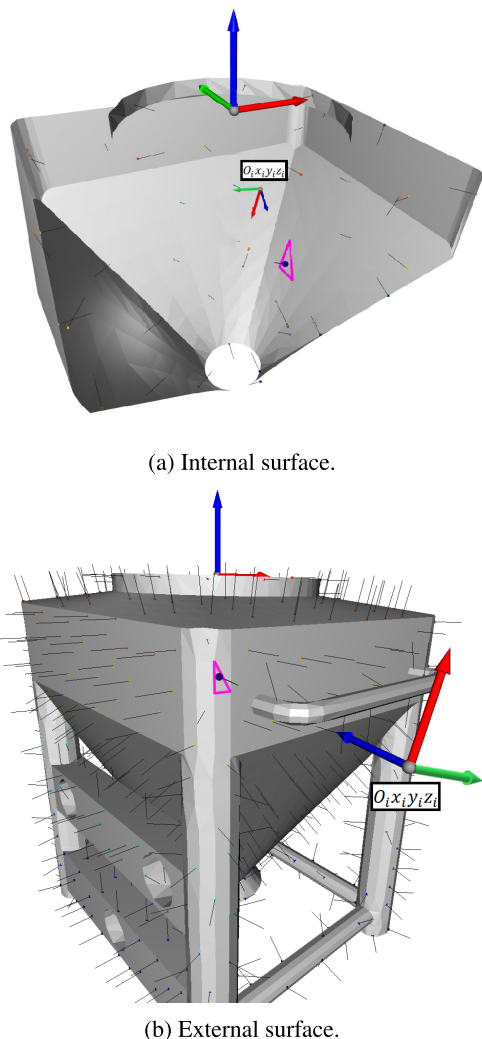 O_i x_i y_i z_i
(a) Internal surface.
O_i x_i y_i z_i
(b) External surface.